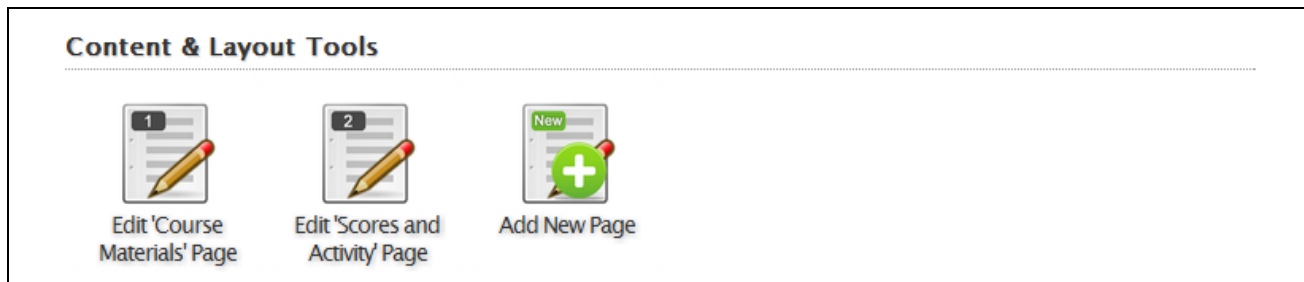 Content & Layout Tools
1
2
New
Edit 'Course
Materials' Page
Edit 'Scores and
Activity' Page
Add New Page